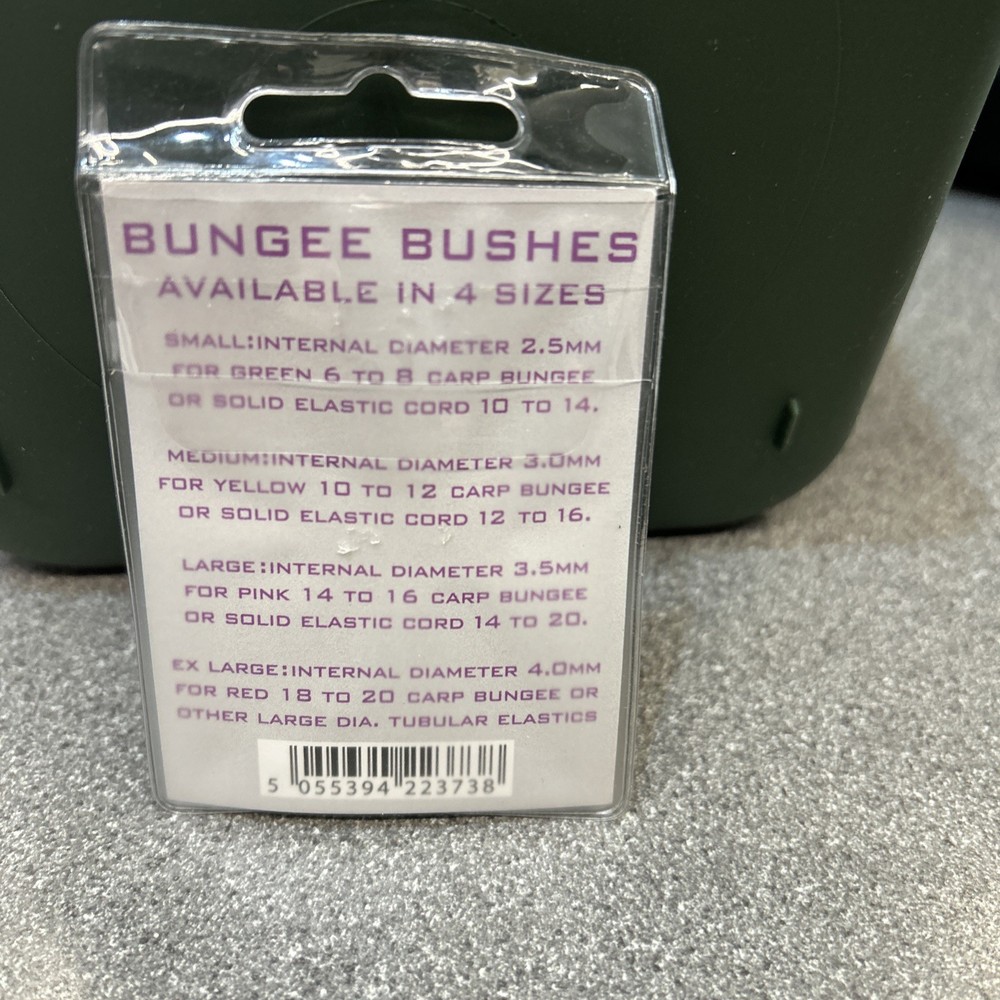 BUNGEE BUSHES
AVAILABLE IN 4 SIZES
SMALL:INTERNAL DIAMETER 2.5MM
FOR GREEN 6 TO 8 CARP BUNGEE
OR SOLID ELASTIC CORD 10 TO 14.
MEDIUM:INTERNAL DIAMETER 3.0MM
FOR YELLOW 10 TO 12 CARP BUNGEE
OR SOLID ELASTIC CORD 12 TO 16.
LARGE:INTERNAL DIAMETER 3.5MM
FOR PINK 14 TO 16 CARP BUNGEE
OR SOLID ELASTIC CORD 14 TO 20.
EX LARGE:INTERNAL DIAMETER 4.0MM
FOR RED 18 TO 20 CARP BUNGEE OR
OTHER LARGE DIA. TUBULAR ELASTICS
5 055394 223738